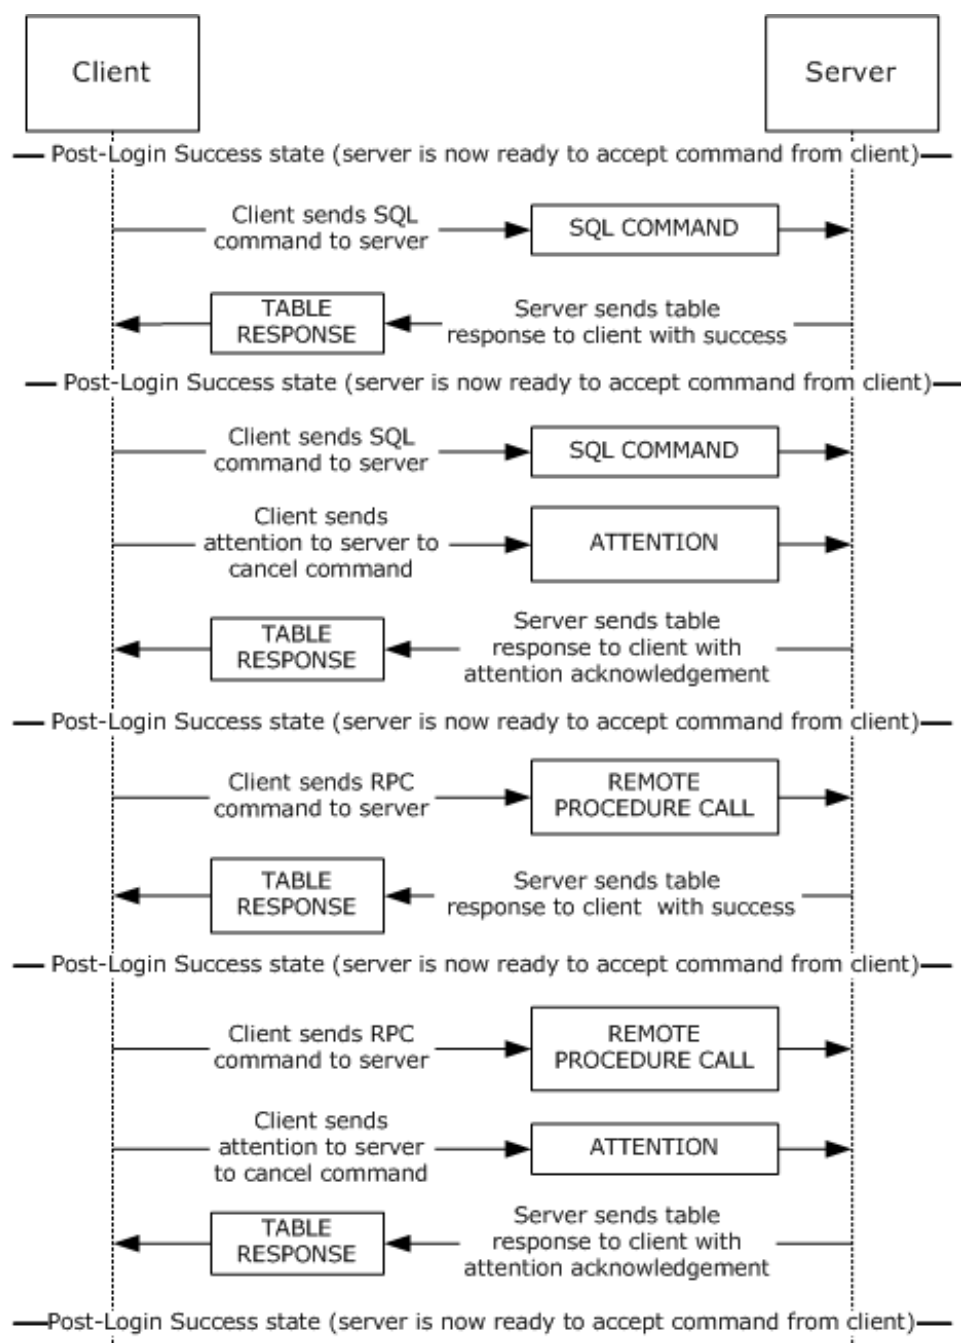 Client
Server
Post-Login Success state (server is now ready to accept command from client)
Client sends SQL
command to server
SQL COMMAND
TABLE
RESPONSE
Server sends table
response to client with success
Post-Login Success state (server is now ready to accept command from client)
Client sends SQL
command to server
SQL COMMAND
Client sends
attention to server to
cancel command
ATTENTION
TABLE
RESPONSE
Server sends table
response to client with
attention acknowledgement
Post-Login Success state (server is now ready to accept command from client)
Client sends RPC
command to server
REMOTE
PROCEDURE CALL
TABLE
RESPONSE
Server sends table
response to client with success
Post-Login Success state (server is now ready to accept command from client)
Client sends RPC
command to server
REMOTE
PROCEDURE CALL
Client sends
attention to server
to cancel command
ATTENTION
TABLE
RESPONSE
Server sends table
response to client with
attention acknowledgement
Post-Login Success state (server is now ready to accept command from client)